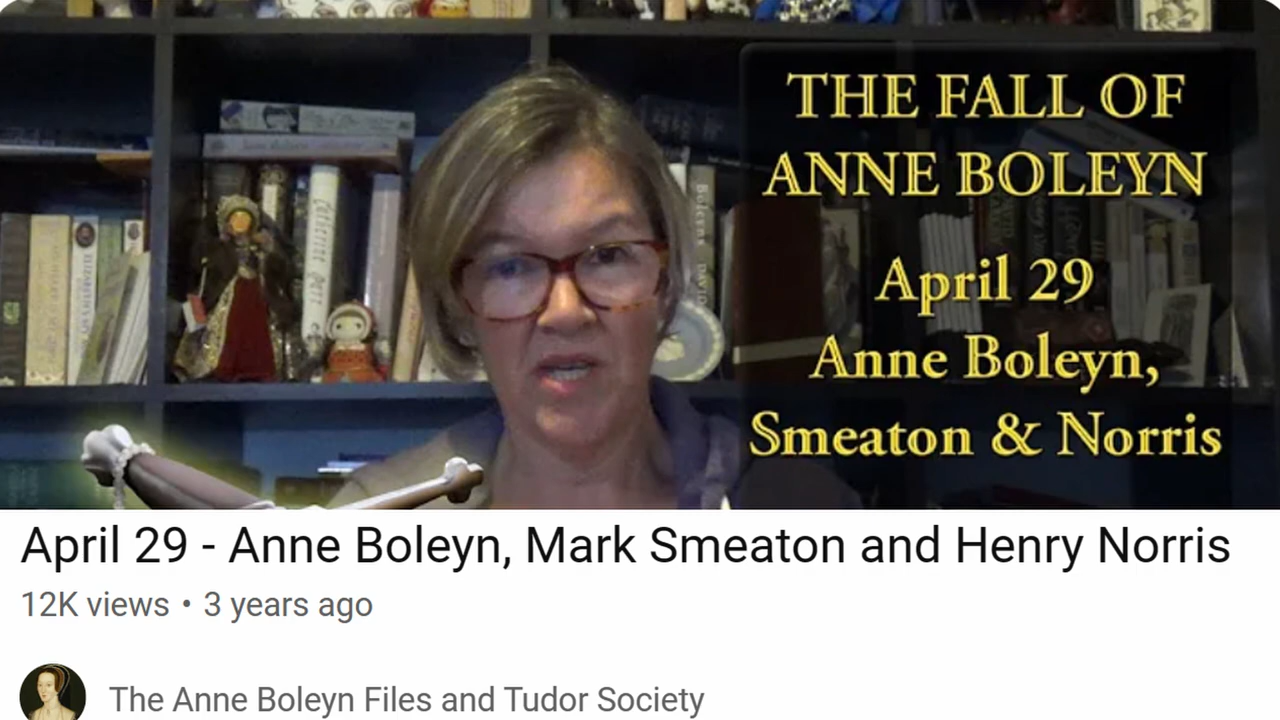 THE FALL OF
ANNE BOLEYN
April 29
Anne Boleyn,
Smeaton & Norris
April 29 - Anne Boleyn, Mark Smeaton and Henry Norris
12K views • 3 years ago
The Anne Boleyn Files and Tudor Society